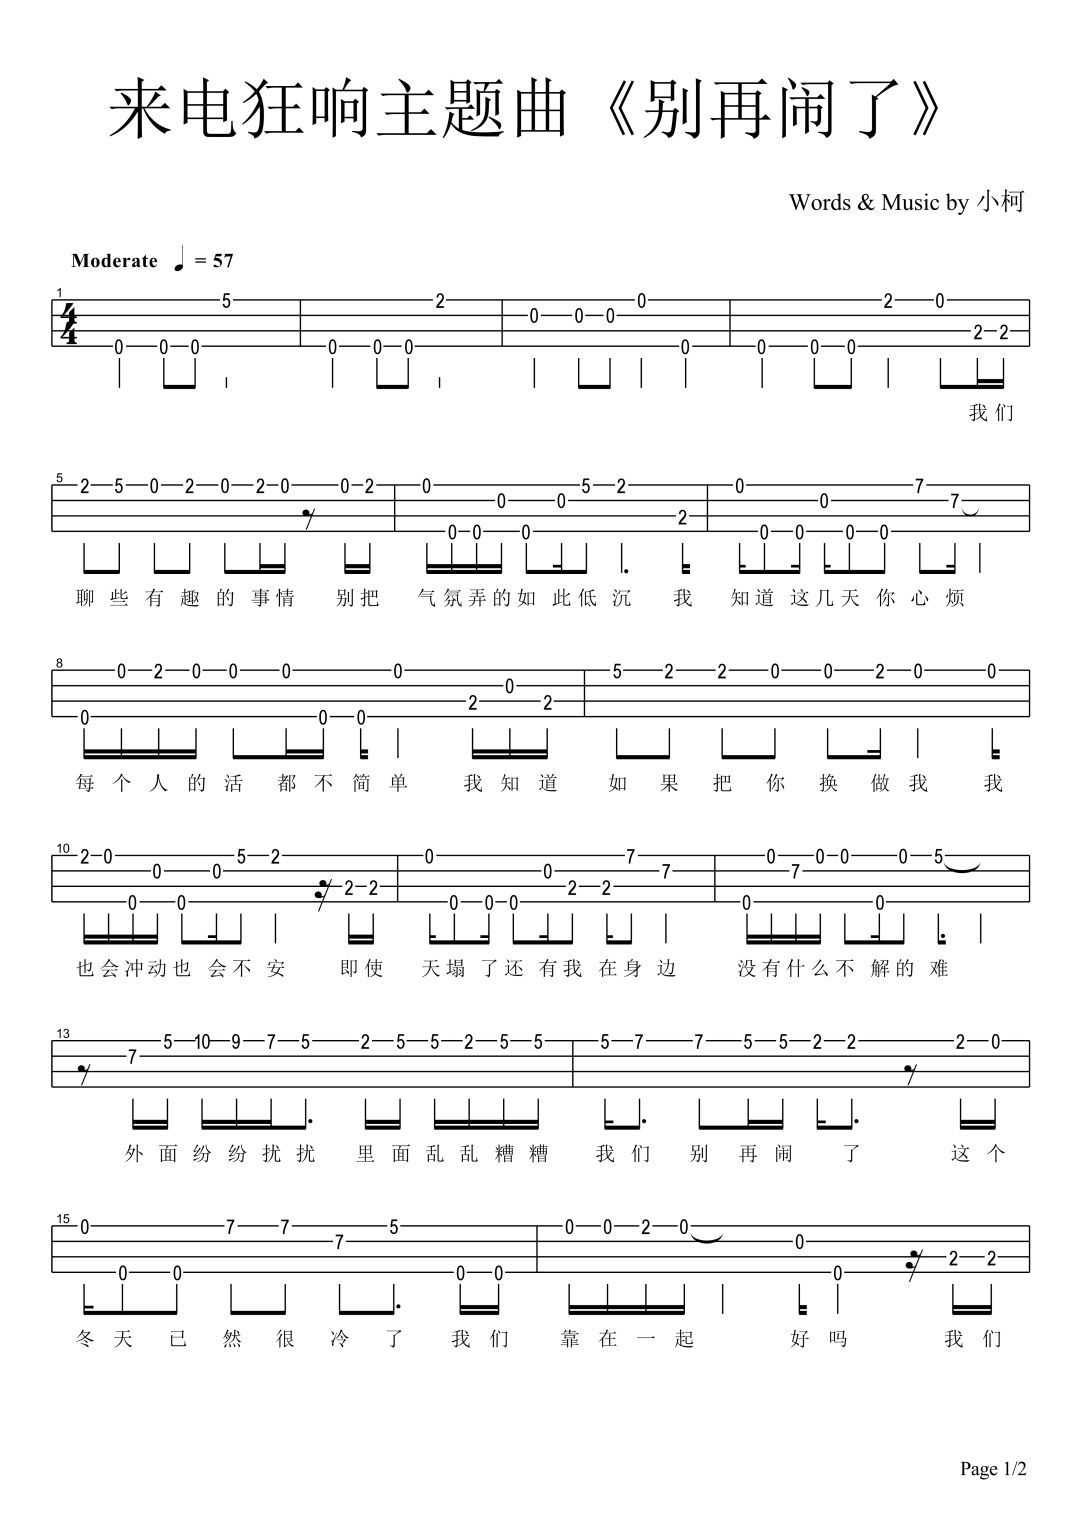 来电狂响主题曲《别再闹了》
Words & Music by 小柯
Moderate ♩ = 57
1
4
4
5 2 0 2 0
0 0 0
2 2
0 0 0 0 0 0 0 0 0 0
我们
5
2 5 0 2 0 2 0 0 2 0 5 2 0 7
0 0 0 7
2
0 0 0 0 0 0 0
聊些有趣的事情 别把 气氛弄的如此低沉 我 知道这几天你心烦
8
0 2 0 0 0 0 5 2 2 0 0 2 0 0
0
2 2
0 0 0
每个人的活都不简单 我知道 如果把你换做我 我
10
2 0 5 2 0 7 0 0 0 0 5
0 0 0 7 7
2 2 2 2
0 0 0 0 0 0 0
也会冲动也会不安 即使 天塌了还有我在身边 没有什么不解的难
13
5 10 9 7 5 2 5 5 2 5 5 5 7 7 5 5 2 2 2 0
7
外面纷纷扰扰 里面乱乱糟糟 我们别再闹了 这个
15
0 7 7 5 0 0 2 0
7 0
2 2
0 0 0 0 0
冬天已然很冷了 我们 靠在一起 好吗 我们
Page 1/2